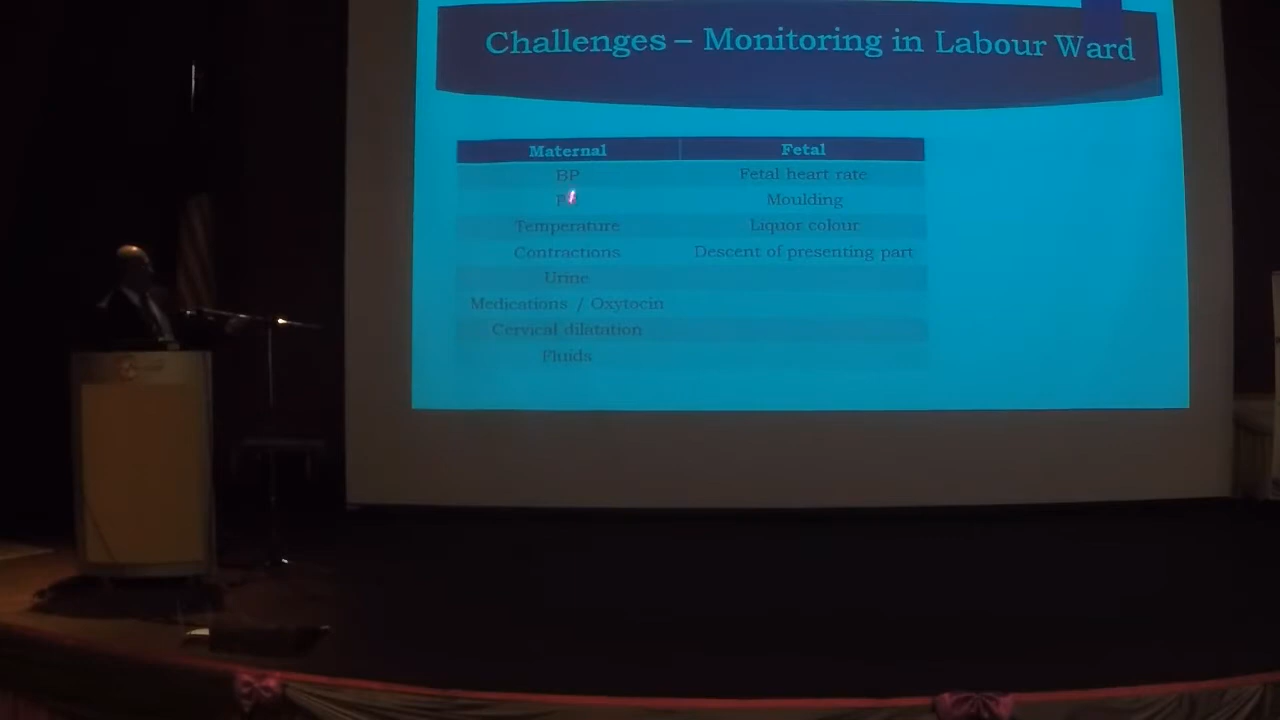 Challenges – Monitoring in Labour Ward
Maternal Fetal
BP Fetal heart rate
Moulding
Temperature Liquor colour
Contractions Descent of presenting part
Urine
Medications / Oxytocin
Cervical dilatation
Fluids